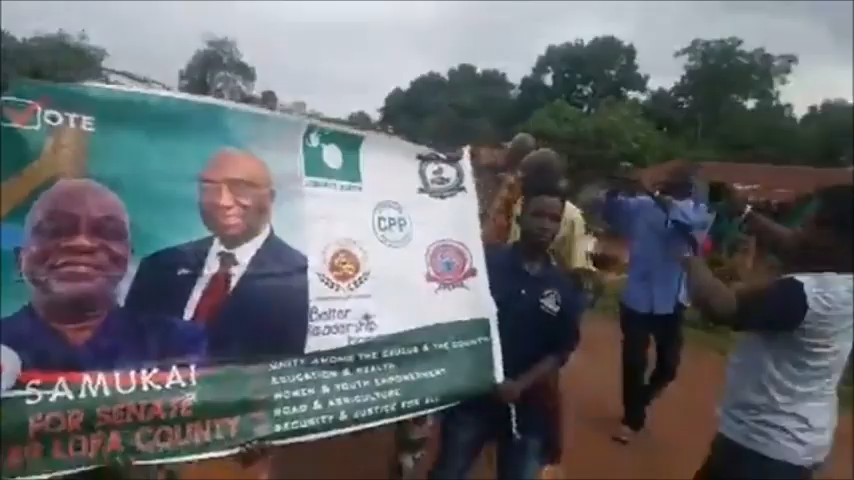 VOTE
SAMUKAI
FOR SENATE
LOFA COUNTY
CPP
Better
leadership
UNITY AMONG THE CAUCUS & THE COUNTY
EDUCATION & HEALTH
WOMEN & YOUTH EMPOWERMENT
ROAD & AGRICULTURE
SECURITY & JUSTICE FOR ALL